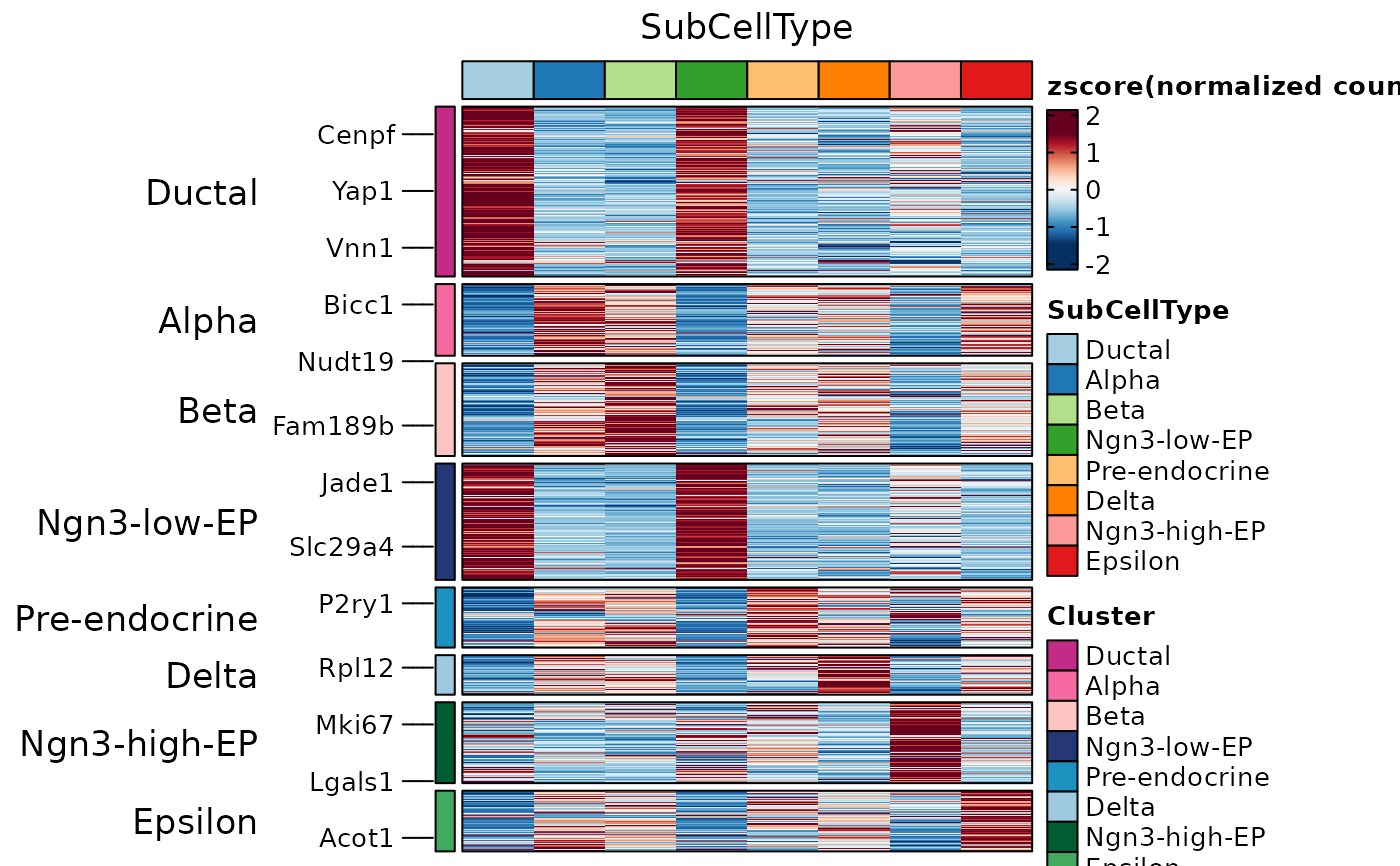 SubCellType
Ductal
Alpha
Beta
Ngn3-low-EP
Pre-endocrine
Delta
Ngn3-high-EP
Epsilon
Cenpf
Yap1
Vnn1
Bicc1
Nudt19
Fam189b
Jade1
Slc29a4
P2ry1
Rpl12
Mki67
Lgals1
Acot1
zscore(normalized coun
2
1
0
-1
-2
SubCellType
Ductal
Alpha
Beta
Ngn3-low-EP
Pre-endocrine
Delta
Ngn3-high-EP
Epsilon
Cluster
Ductal
Alpha
Beta
Ngn3-low-EP
Pre-endocrine
Delta
Ngn3-high-EP
Epsilon